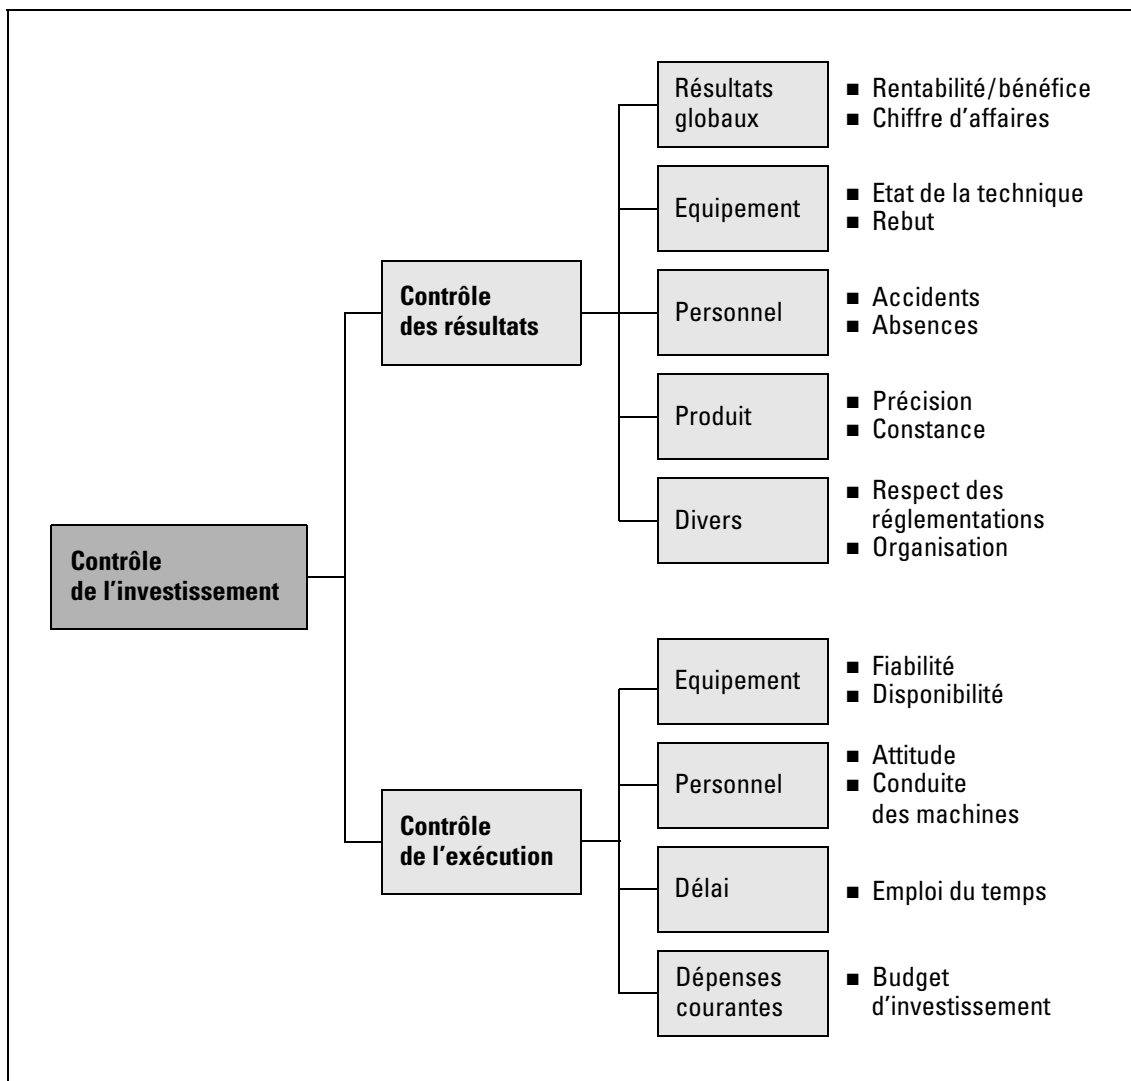 Résultats
globaux
■ Rentabilité/bénéfice
■ Chiffre d'affaires
Equipement
■ Etat de la technique
■ Rebut
Contrôle
des résultats
Personnel
■ Accidents
■ Absences
Produit
■ Précision
■ Constance
Divers
■ Respect des
réglementations
■ Organisation
Contrôle
de l'investissement
Equipement
■ Fiabilité
■ Disponibilité
Personnel
■ Attitude
■ Conduite
des machines
Contrôle
de l'exécution
Délai
■ Emploi du temps
Dépenses
courantes
■ Budget
d'investissement